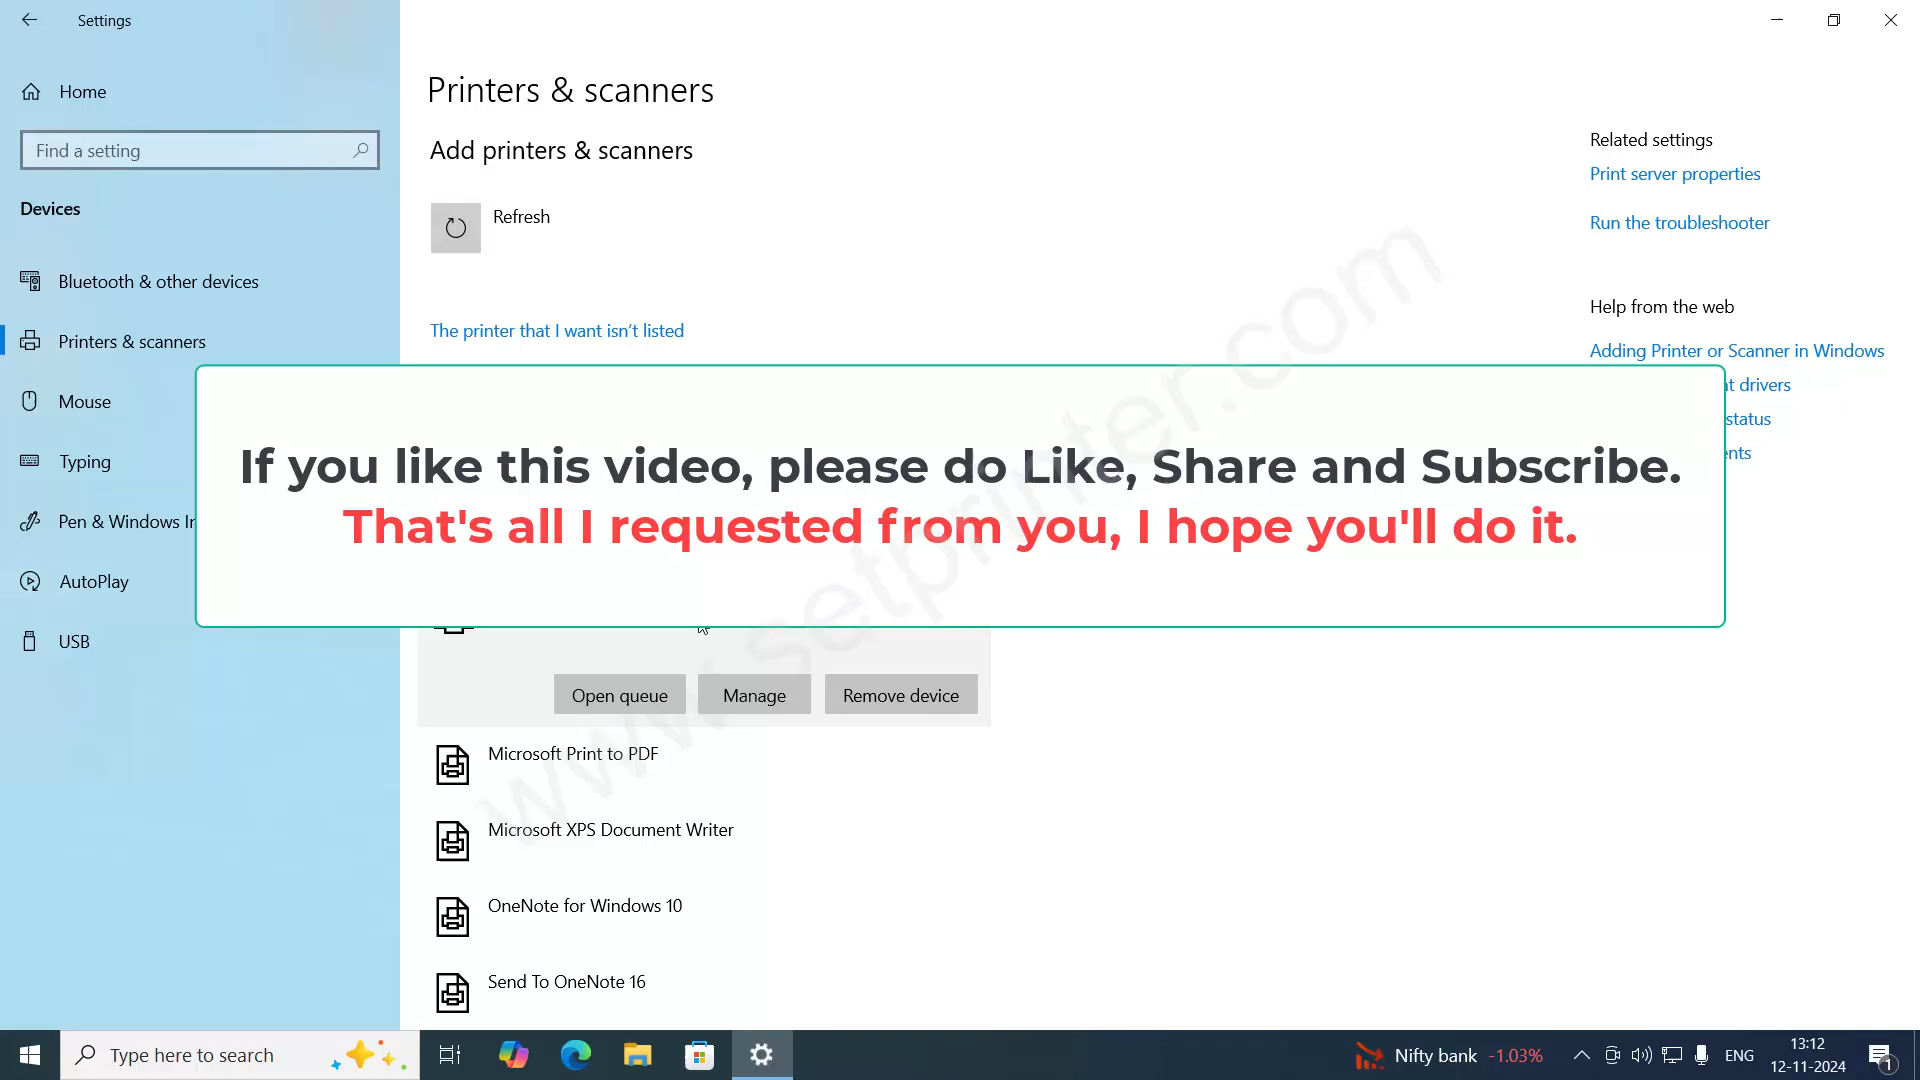 Settings
Home
Find a setting
Devices
Bluetooth & other devices
Printers & scanners
Mouse
Typing
Pen & Windows In
AutoPlay
USB
Printers & scanners
Add printers & scanners
Refresh
The printer that I want isn't listed
If you like this video, please do Like, Share and Subscribe.
That's all I requested from you, I hope you'll do it.
Open queue
Manage
Remove device
Microsoft Print to PDF
Microsoft XPS Document Writer
OneNote for Windows 10
Send To OneNote 16
Related settings
Print server properties
Run the troubleshooter
Help from the web
Adding Printer or Scanner in Windows
drivers
status
www.setprinter.com
Type here to search
Nifty bank -1.03%
ENG
13:12
12-11-2024
1